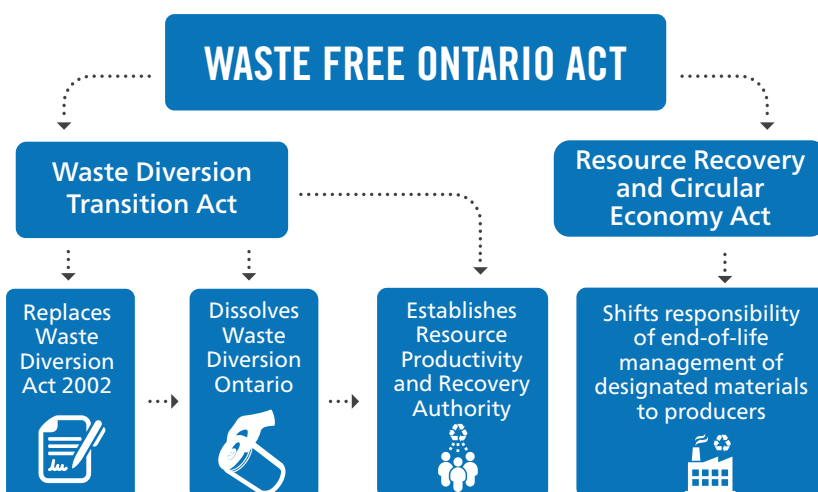 WASTE FREE ONTARIO ACT
Waste Diversion
Transition Act
Resource Recovery
and Circular
Economy Act
Replaces
Waste
Diversion
Act 2002
Dissolves
Waste
Diversion
Ontario
Establishes
Resource
Productivity
and Recovery
Authority
Shifts responsibility
of end-of-life
management of
designated materials
to producers